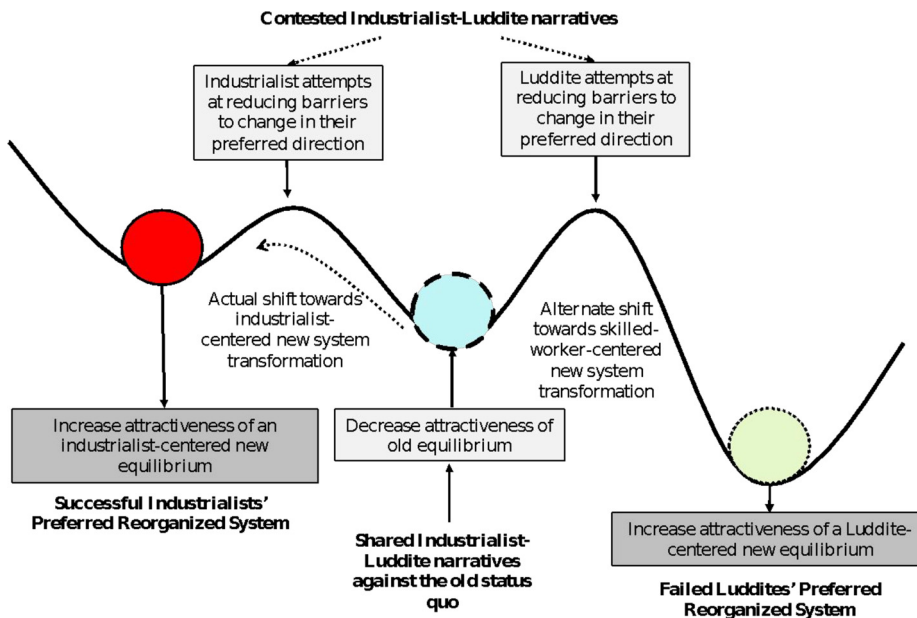 Contested Industrialist-Luddite narratives
Industrialist attempts
at reducing barriers
to change in their
preferred direction
Luddite attempts at
reducing barriers to
change in their
preferred direction
Actual shift towards
industrialist-
centered new system
transformation
Alternate shift
towards skilled-
worker-centered
new system
transformation
Increase attractiveness of an
industrialist-centered new
equilibrium
Decrease attractiveness of
old equilibrium
Successful Industrialists’
Preferred Reorganized System
Shared Industrialist-
Luddite narratives
against the old status
quo
Increase attractiveness of a Luddite-
centered new equilibrium
Failed Luddites’ Preferred
Reorganized System